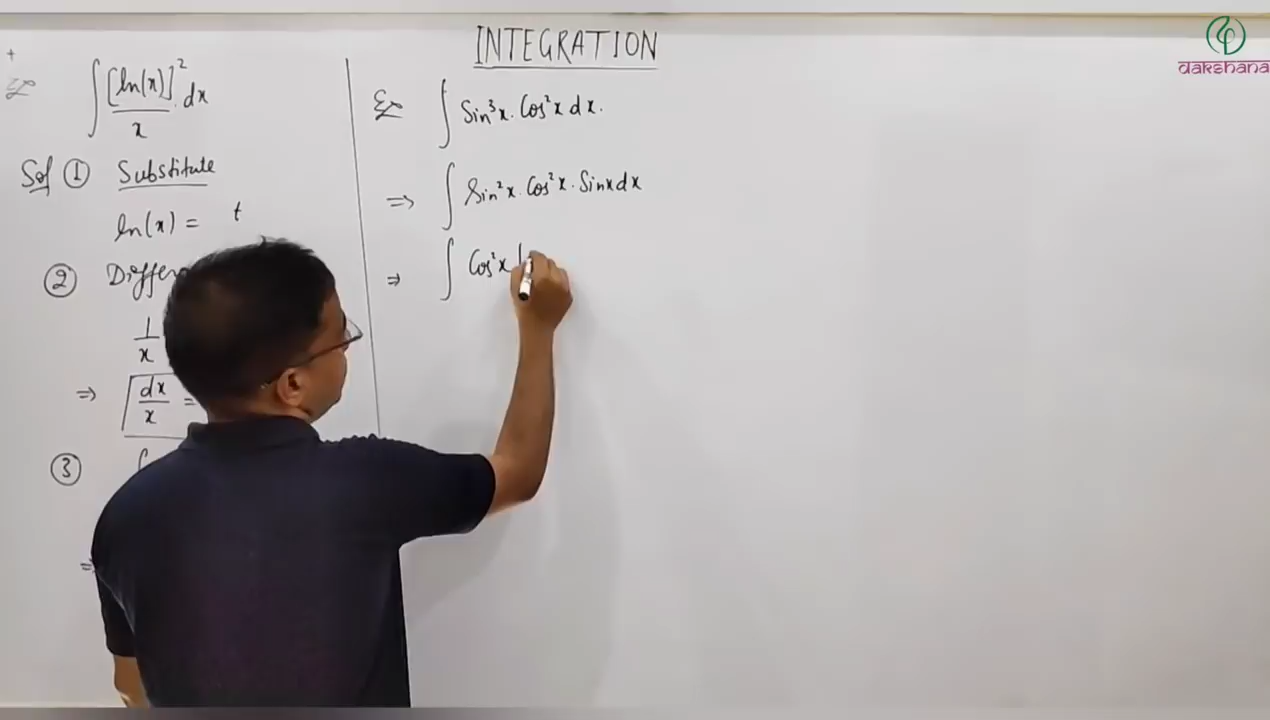 INTEGRATION
dakshana
∫ [ln(x)]² / x . dx
Sol ① Substitute
ln(x) = t
② Differ
1/x
⇒ dx/x =
③
⇒
Ex ∫ Sin³x . Cos²x dx .
⇒ ∫ Sin²x . Cos²x . Sinx dx
⇒ ∫ Cos²x (